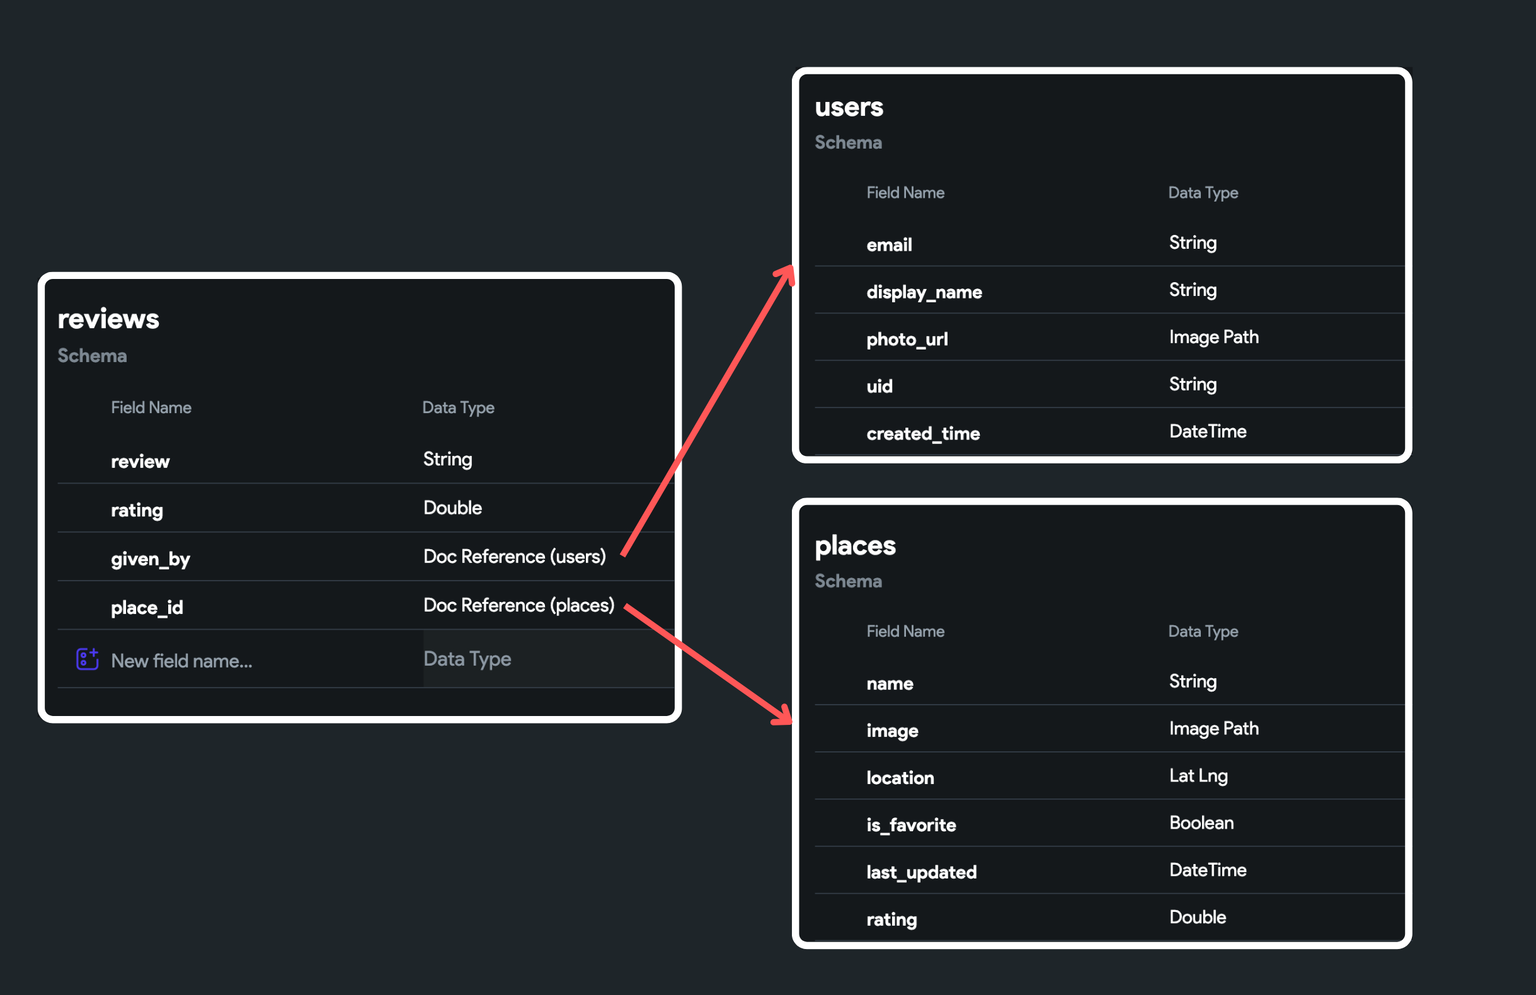 reviews
Schema
Field Name Data Type
review String
rating Double
given_by Doc Reference (users)
place_id Doc Reference (places)
New field name... Data Type
users
Schema
Field Name Data Type
email String
display_name String
photo_url Image Path
uid String
created_time DateTime
places
Schema
Field Name Data Type
name String
image Image Path
location Lat Lng
is_favorite Boolean
last_updated DateTime
rating Double